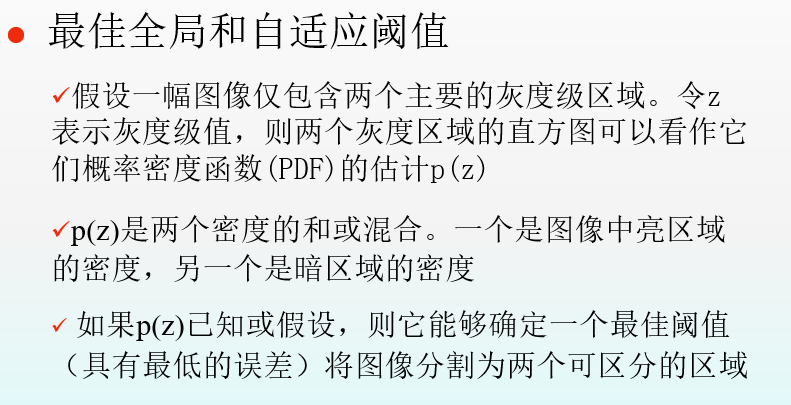 最佳全局和自适应阈值
假设一幅图像仅包含两个主要的灰度级区域。令z
表示灰度级值，则两个灰度区域的直方图可以看作它
们概率密度函数(PDF)的估计p(z)
p(z)是两个密度的和或混合。一个是图像中亮区域
的密度，另一个是暗区域的密度
如果p(z)已知或假设，则它能够确定一个最佳阈值
（具有最低的误差）将图像分割为两个可区分的区域